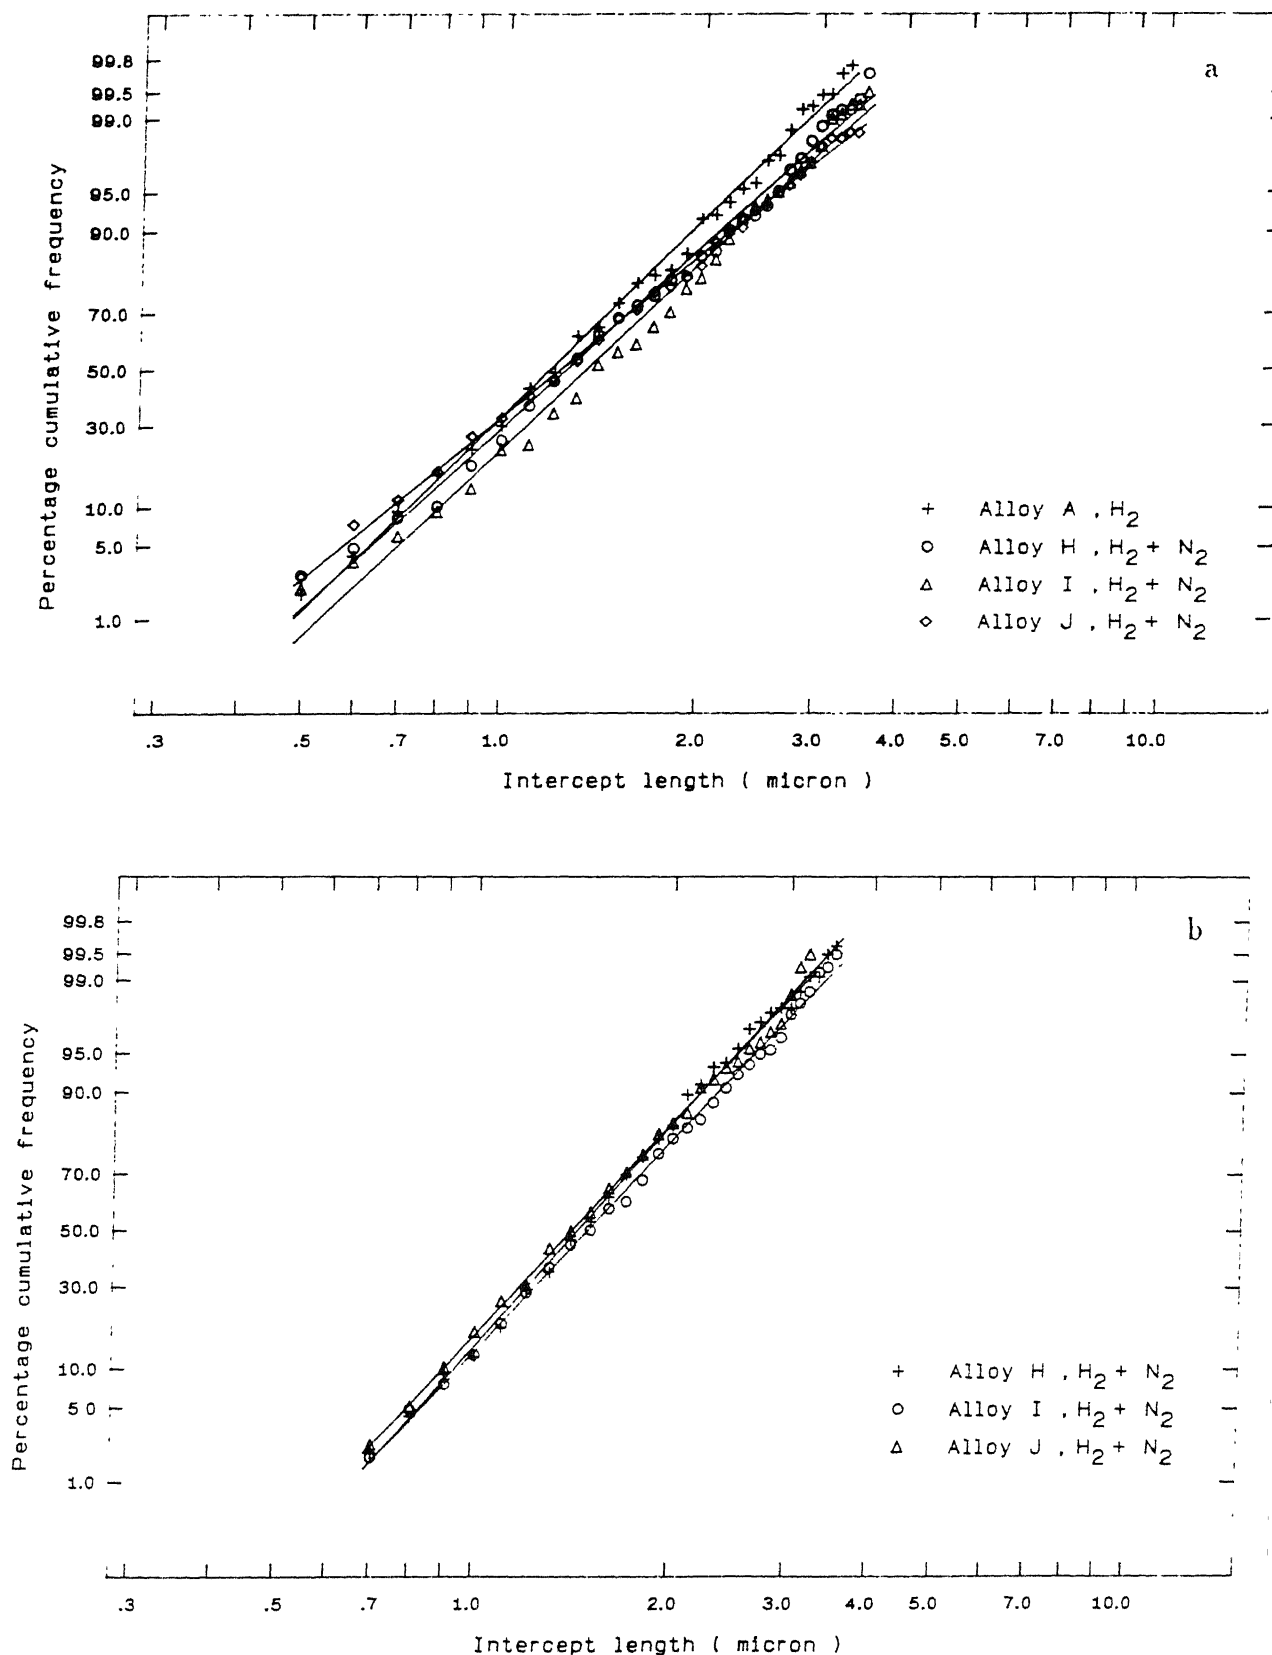 a
99.8
99.5
99.0
95.0
90.0
70.0
50.0
30.0
10.0
5.0
1.0
Percentage cumulative frequency
+ Alloy A , H2
○ Alloy H , H2 + N2
△ Alloy I , H2 + N2
◇ Alloy J , H2 + N2
.3 .5 .7 1.0 2.0 3.0 4.0 5.0 7.0 10.0
Intercept length ( micron )
b
99.8
99.5
99.0
95.0
90.0
70.0
50.0
30.0
10.0
5 0
1.0
Percentage cumulative frequency
+ Alloy H , H2 + N2
○ Alloy I , H2 + N2
△ Alloy J , H2 + N2
.3 .5 .7 1.0 2.0 3.0 4.0 5.0 7.0 10.0
Intercept length ( micron )